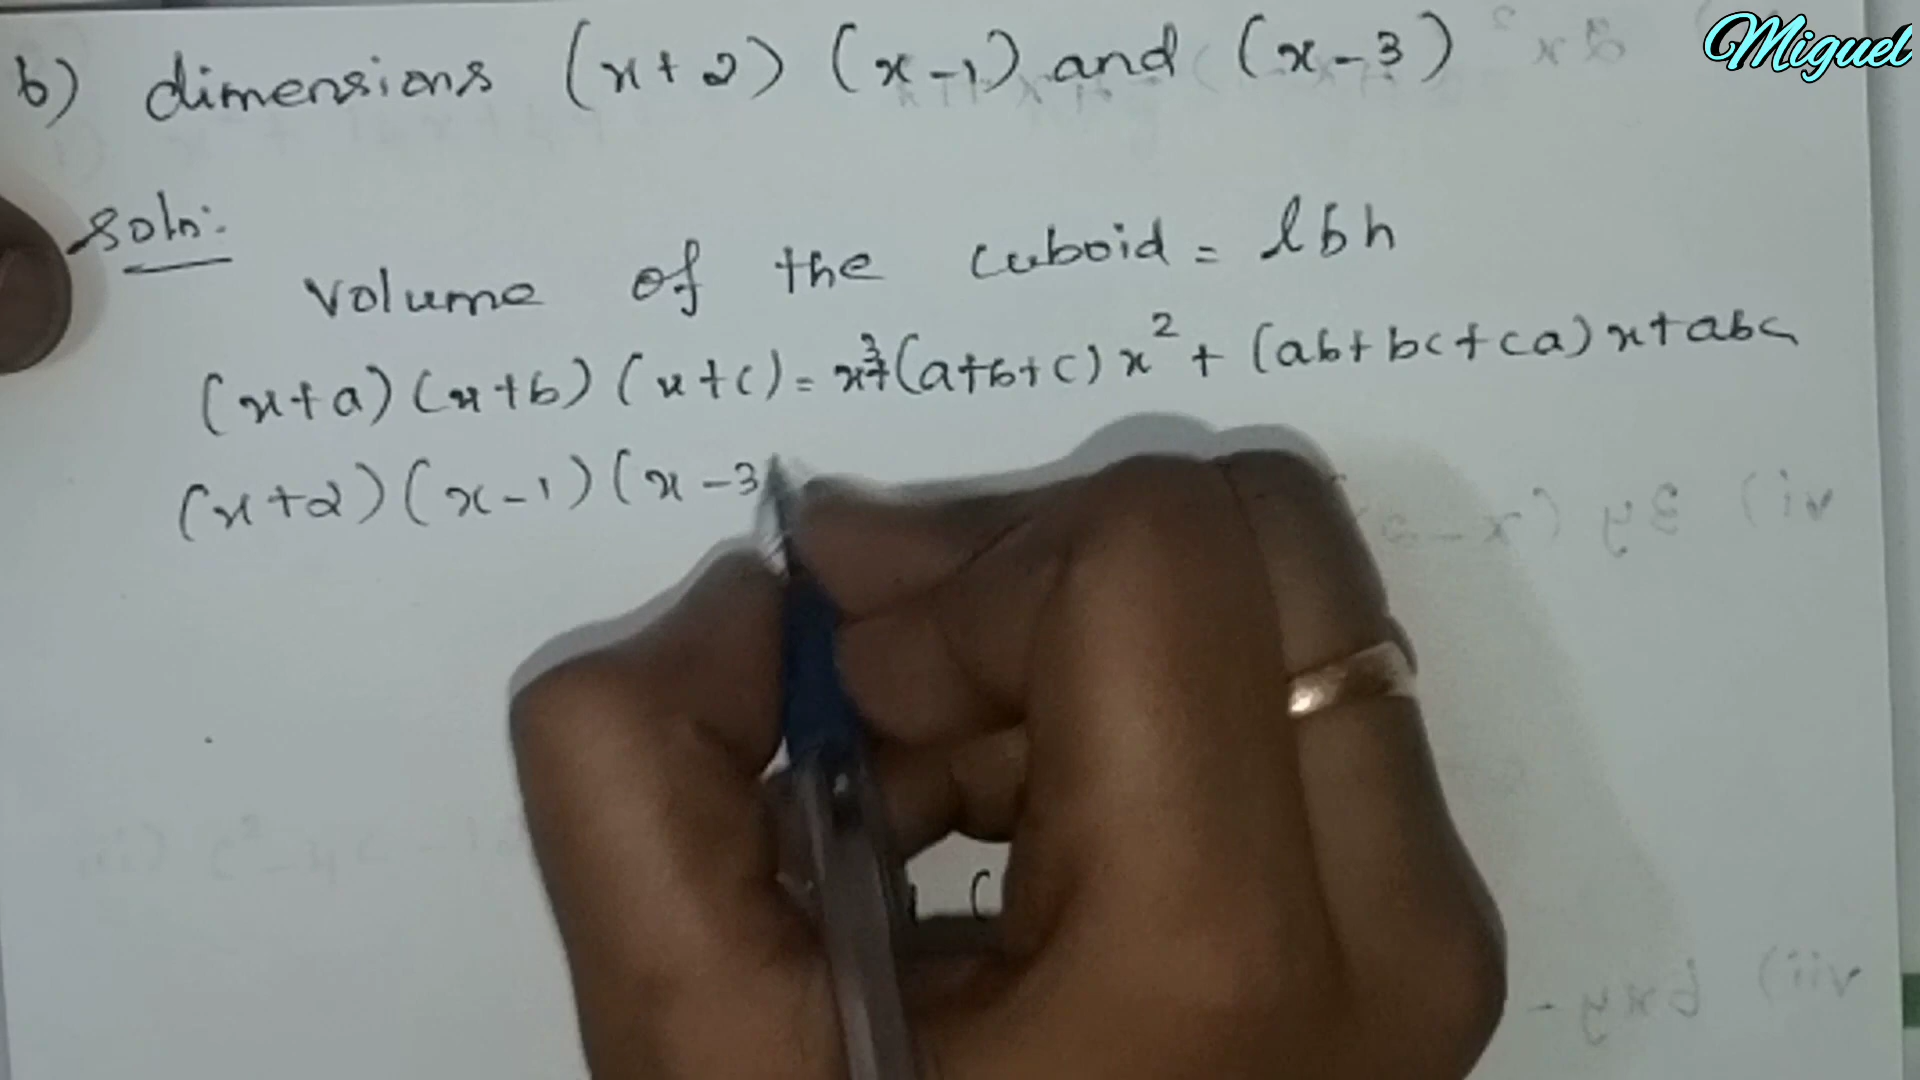 Miguel
b) dimensions (x+2) (x-1) and (x-3)
Soln:
Volume of the cuboid = lbh
(x+a) (x+b) (x+c) = x³+(a+b+c) x² + (ab+bc+ca) x+abc
(x+2) (x-1) (x-3